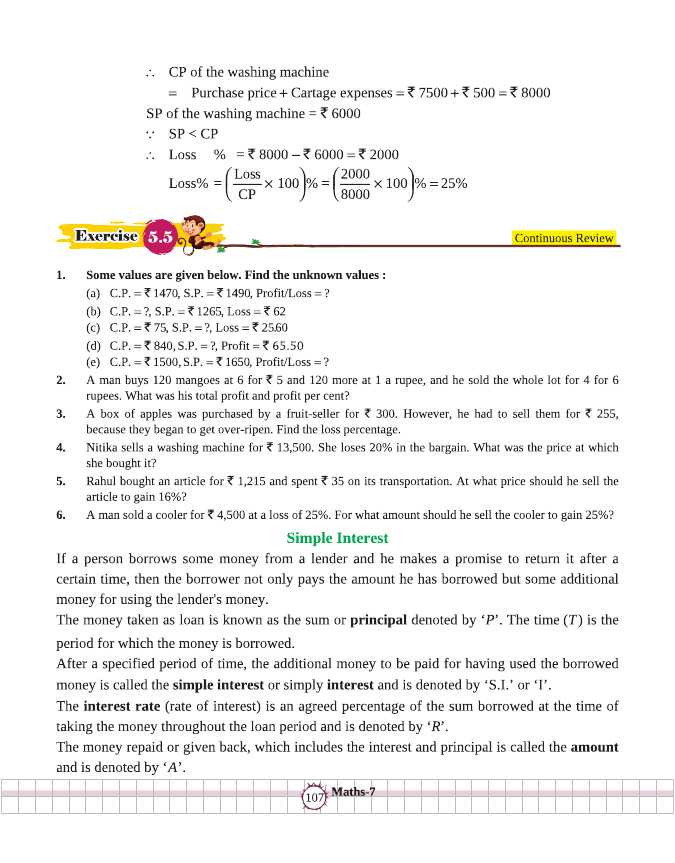 ∴ CP of the washing machine
= Purchase price + Cartage expenses = ₹ 7500 + ₹ 500 = ₹ 8000
SP of the washing machine = ₹ 6000
∵ SP < CP
∴ Loss % = ₹ 8000 – ₹ 6000 = ₹ 2000
Loss% = (Loss/CP × 100)% = (2000/8000 × 100)% = 25%
Exercise 5.5
Continuous Review
1. Some values are given below. Find the unknown values :
(a) C.P. = ₹ 1470, S.P. = ₹ 1490, Profit/Loss = ?
(b) C.P. = ?, S.P. = ₹ 1265, Loss = ₹ 62
(c) C.P. = ₹ 75, S.P. = ?, Loss = ₹ 25.60
(d) C.P. = ₹ 840, S.P. = ?, Profit = ₹ 65.50
(e) C.P. = ₹ 1500, S.P. = ₹ 1650, Profit/Loss = ?
2. A man buys 120 mangoes at 6 for ₹ 5 and 120 more at 1 a rupee, and he sold the whole lot for 4 for 6
rupees. What was his total profit and profit per cent?
3. A box of apples was purchased by a fruit-seller for ₹ 300. However, he had to sell them for ₹ 255,
because they began to get over-ripen. Find the loss percentage.
4. Nitika sells a washing machine for ₹ 13,500. She loses 20% in the bargain. What was the price at which
she bought it?
5. Rahul bought an article for ₹ 1,215 and spent ₹ 35 on its transportation. At what price should he sell the
article to gain 16%?
6. A man sold a cooler for ₹ 4,500 at a loss of 25%. For what amount should he sell the cooler to gain 25%?
Simple Interest
If a person borrows some money from a lender and he makes a promise to return it after a
certain time, then the borrower not only pays the amount he has borrowed but some additional
money for using the lender's money.
The money taken as loan is known as the sum or principal denoted by ‘P’. The time (T) is the
period for which the money is borrowed.
After a specified period of time, the additional money to be paid for having used the borrowed
money is called the simple interest or simply interest and is denoted by ‘S.I.’ or ‘I’.
The interest rate (rate of interest) is an agreed percentage of the sum borrowed at the time of
taking the money throughout the loan period and is denoted by ‘R’.
The money repaid or given back, which includes the interest and principal is called the amount
and is denoted by ‘A’.
107 Maths-7